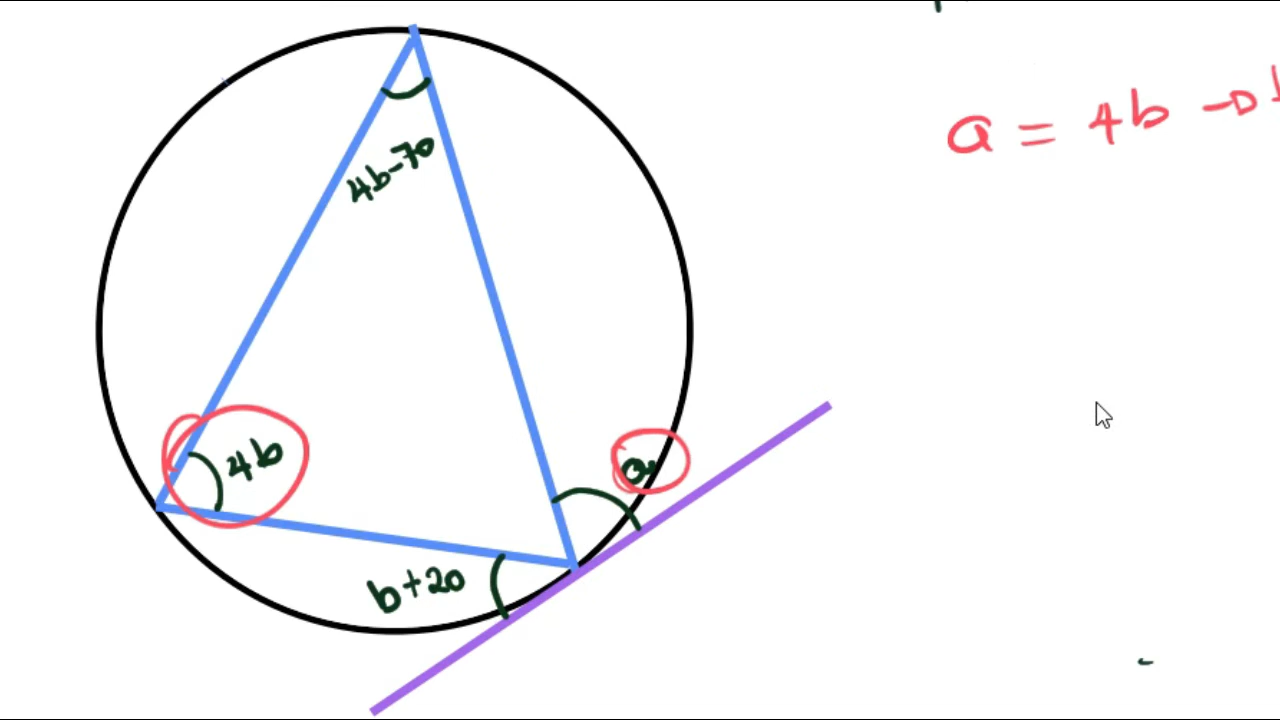 a = 4b →
4b-70
4b
a
b+20